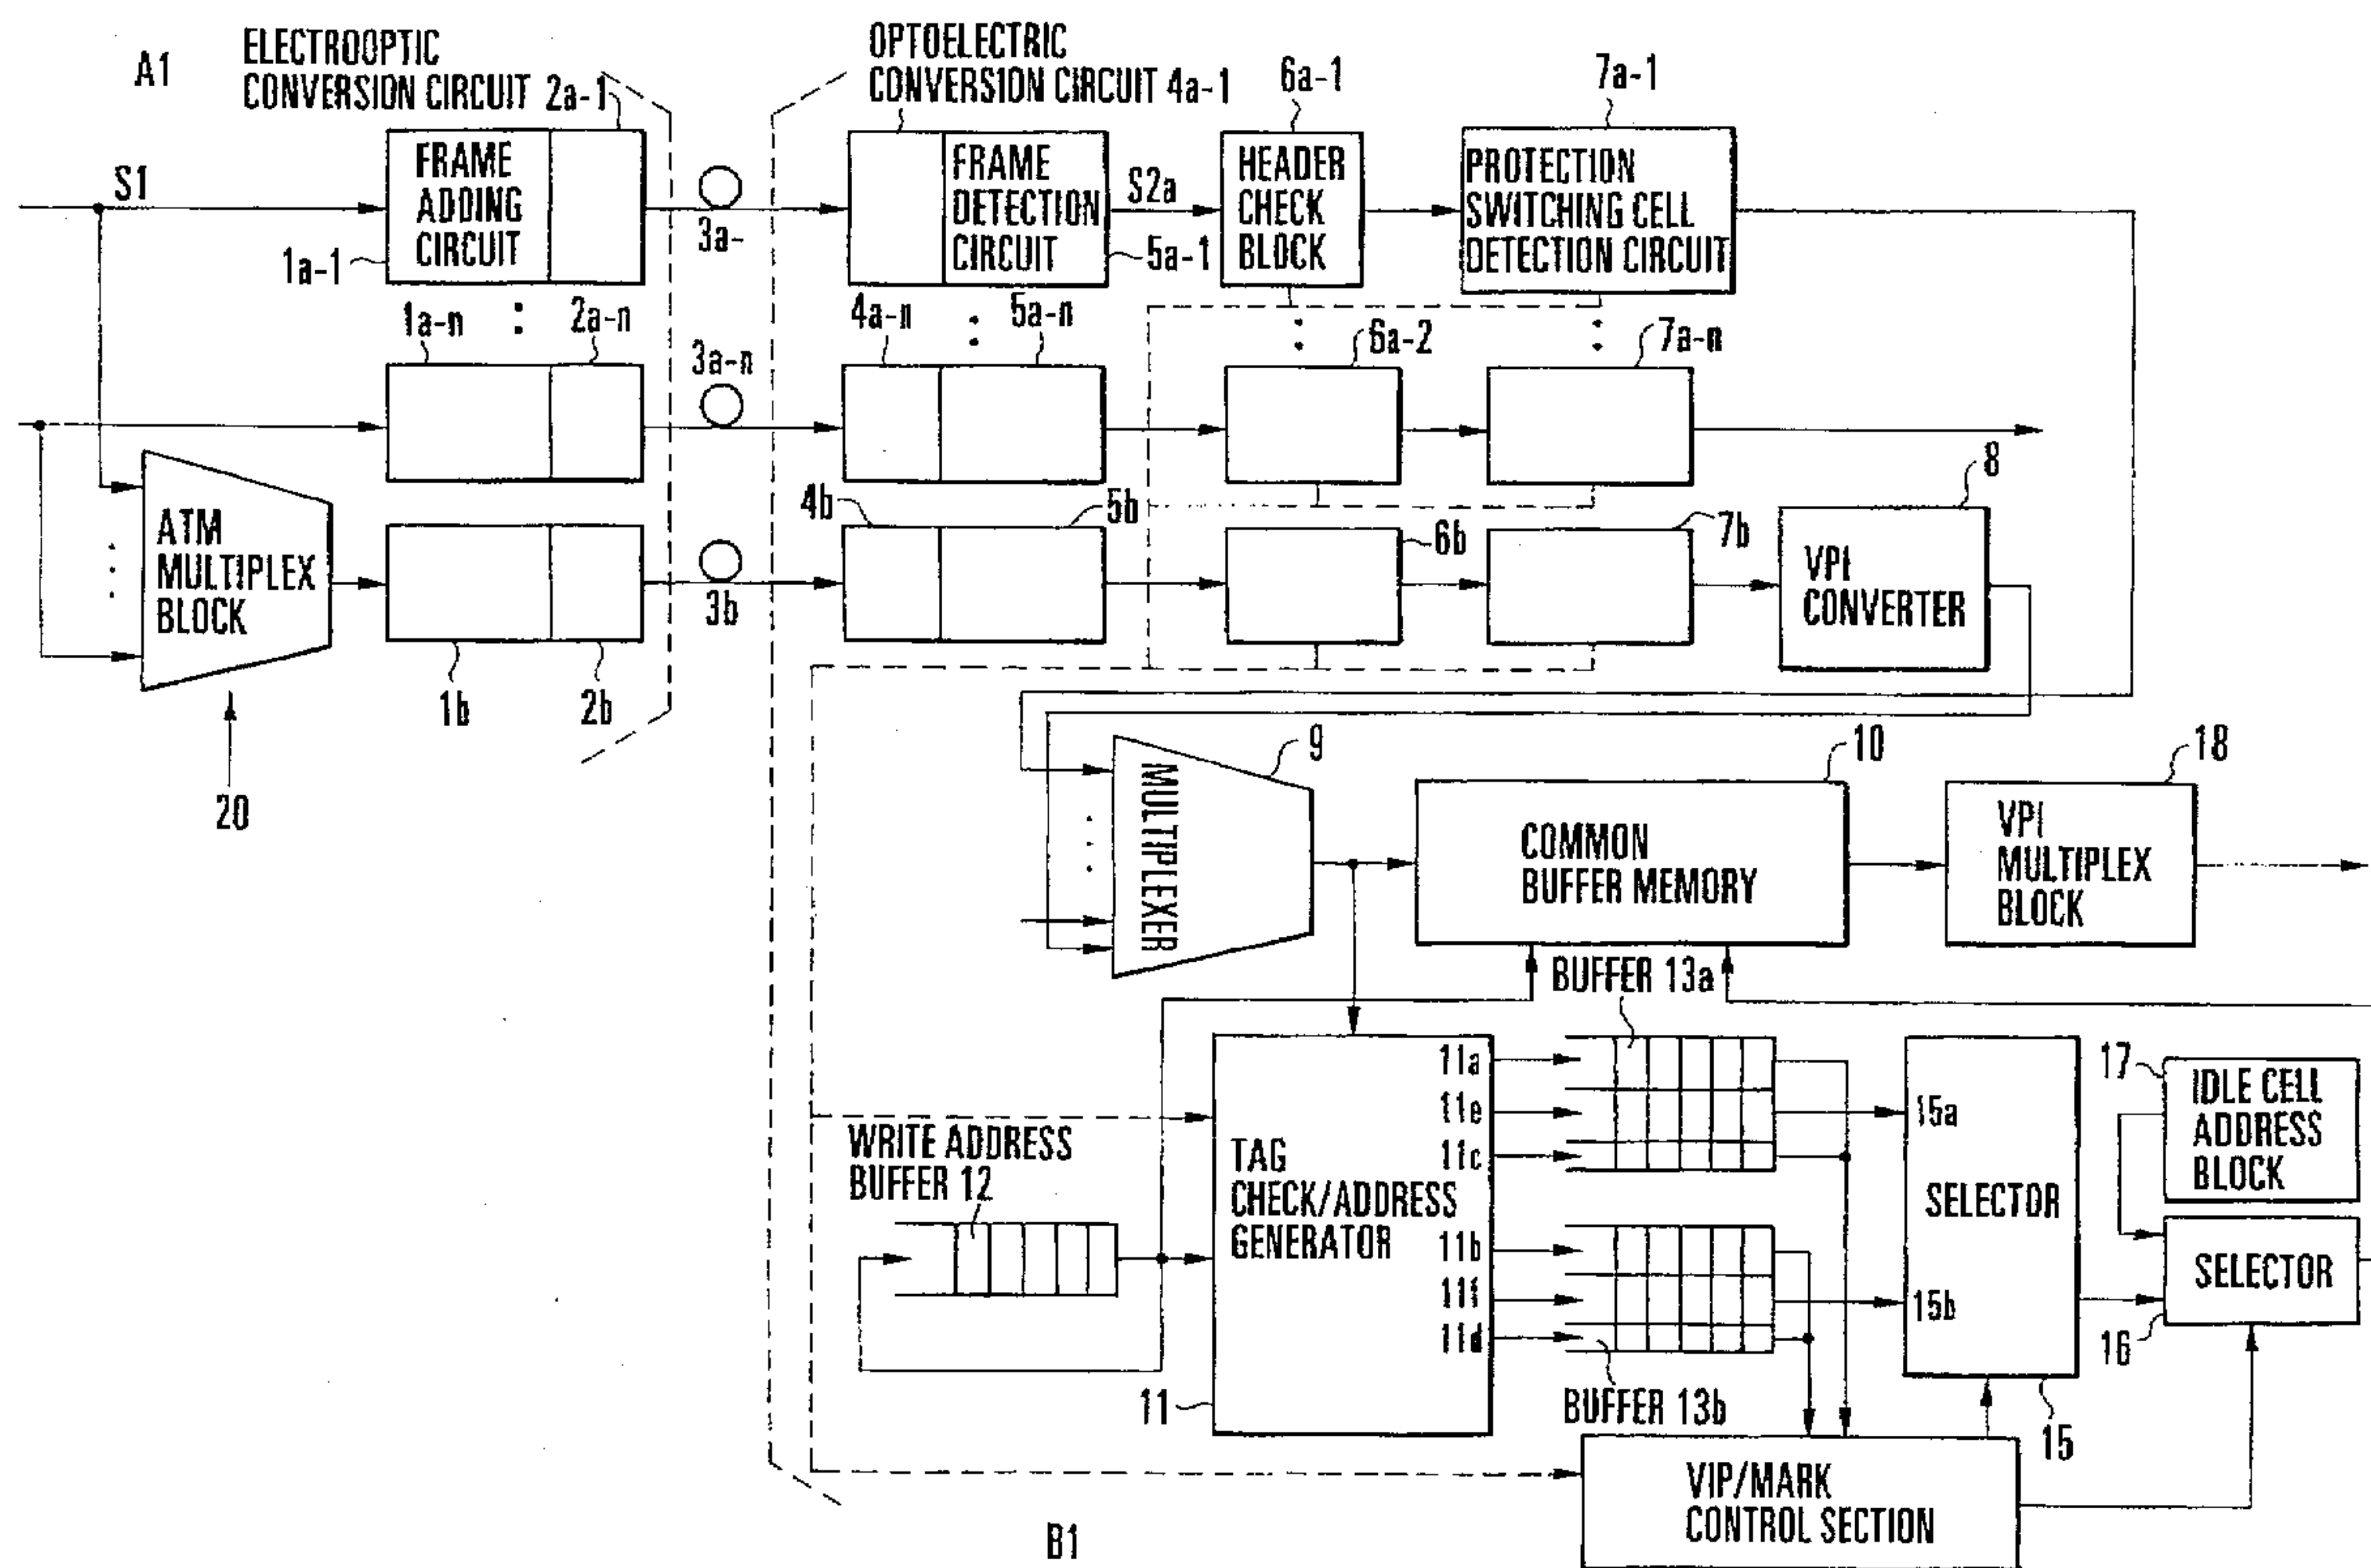 A1
ELECTROOPTIC
CONVERSION CIRCUIT 2a-1
OPTOELECTRIC
CONVERSION CIRCUIT 4a-1
6a-1
7a-1
S1
FRAME
ADDING
CIRCUIT
1a-1
3a-
FRAME
DETECTION
CIRCUIT
5a-1
S2a
HEADER
CHECK
BLOCK
PROTECTION
SWITCHING CELL
DETECTION CIRCUIT
1a-n
2a-n
3a-n
4a-n
5a-n
6a-2
7a-n
ATM
MULTIPLEX
BLOCK
20
1b
2b
3b
4b
5b
6b
7b
8
VPI
CONVERTER
9
MULTIPLEXER
10
COMMON
BUFFER MEMORY
18
VPI
MULTIPLEX
BLOCK
BUFFER 13a
WRITE ADDRESS
BUFFER 12
TAG
CHECK/ADDRESS
GENERATOR
11
11a
11e
11c
11b
11f
11d
BUFFER 13b
15a
SELECTOR
15b
15
17
IDLE CELL
ADDRESS
BLOCK
SELECTOR
16
VIP/MARK
CONTROL SECTION
B1